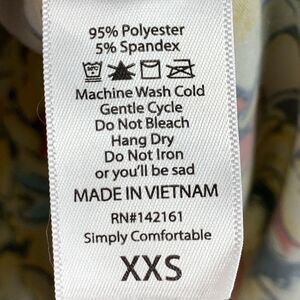 95% Polyester
5% Spandex
Machine Wash Cold
Gentle Cycle
Do Not Bleach
Hang Dry
Do Not Iron
or you'll be sad
MADE IN VIETNAM
RN#142161
Simply Comfortable
XXS